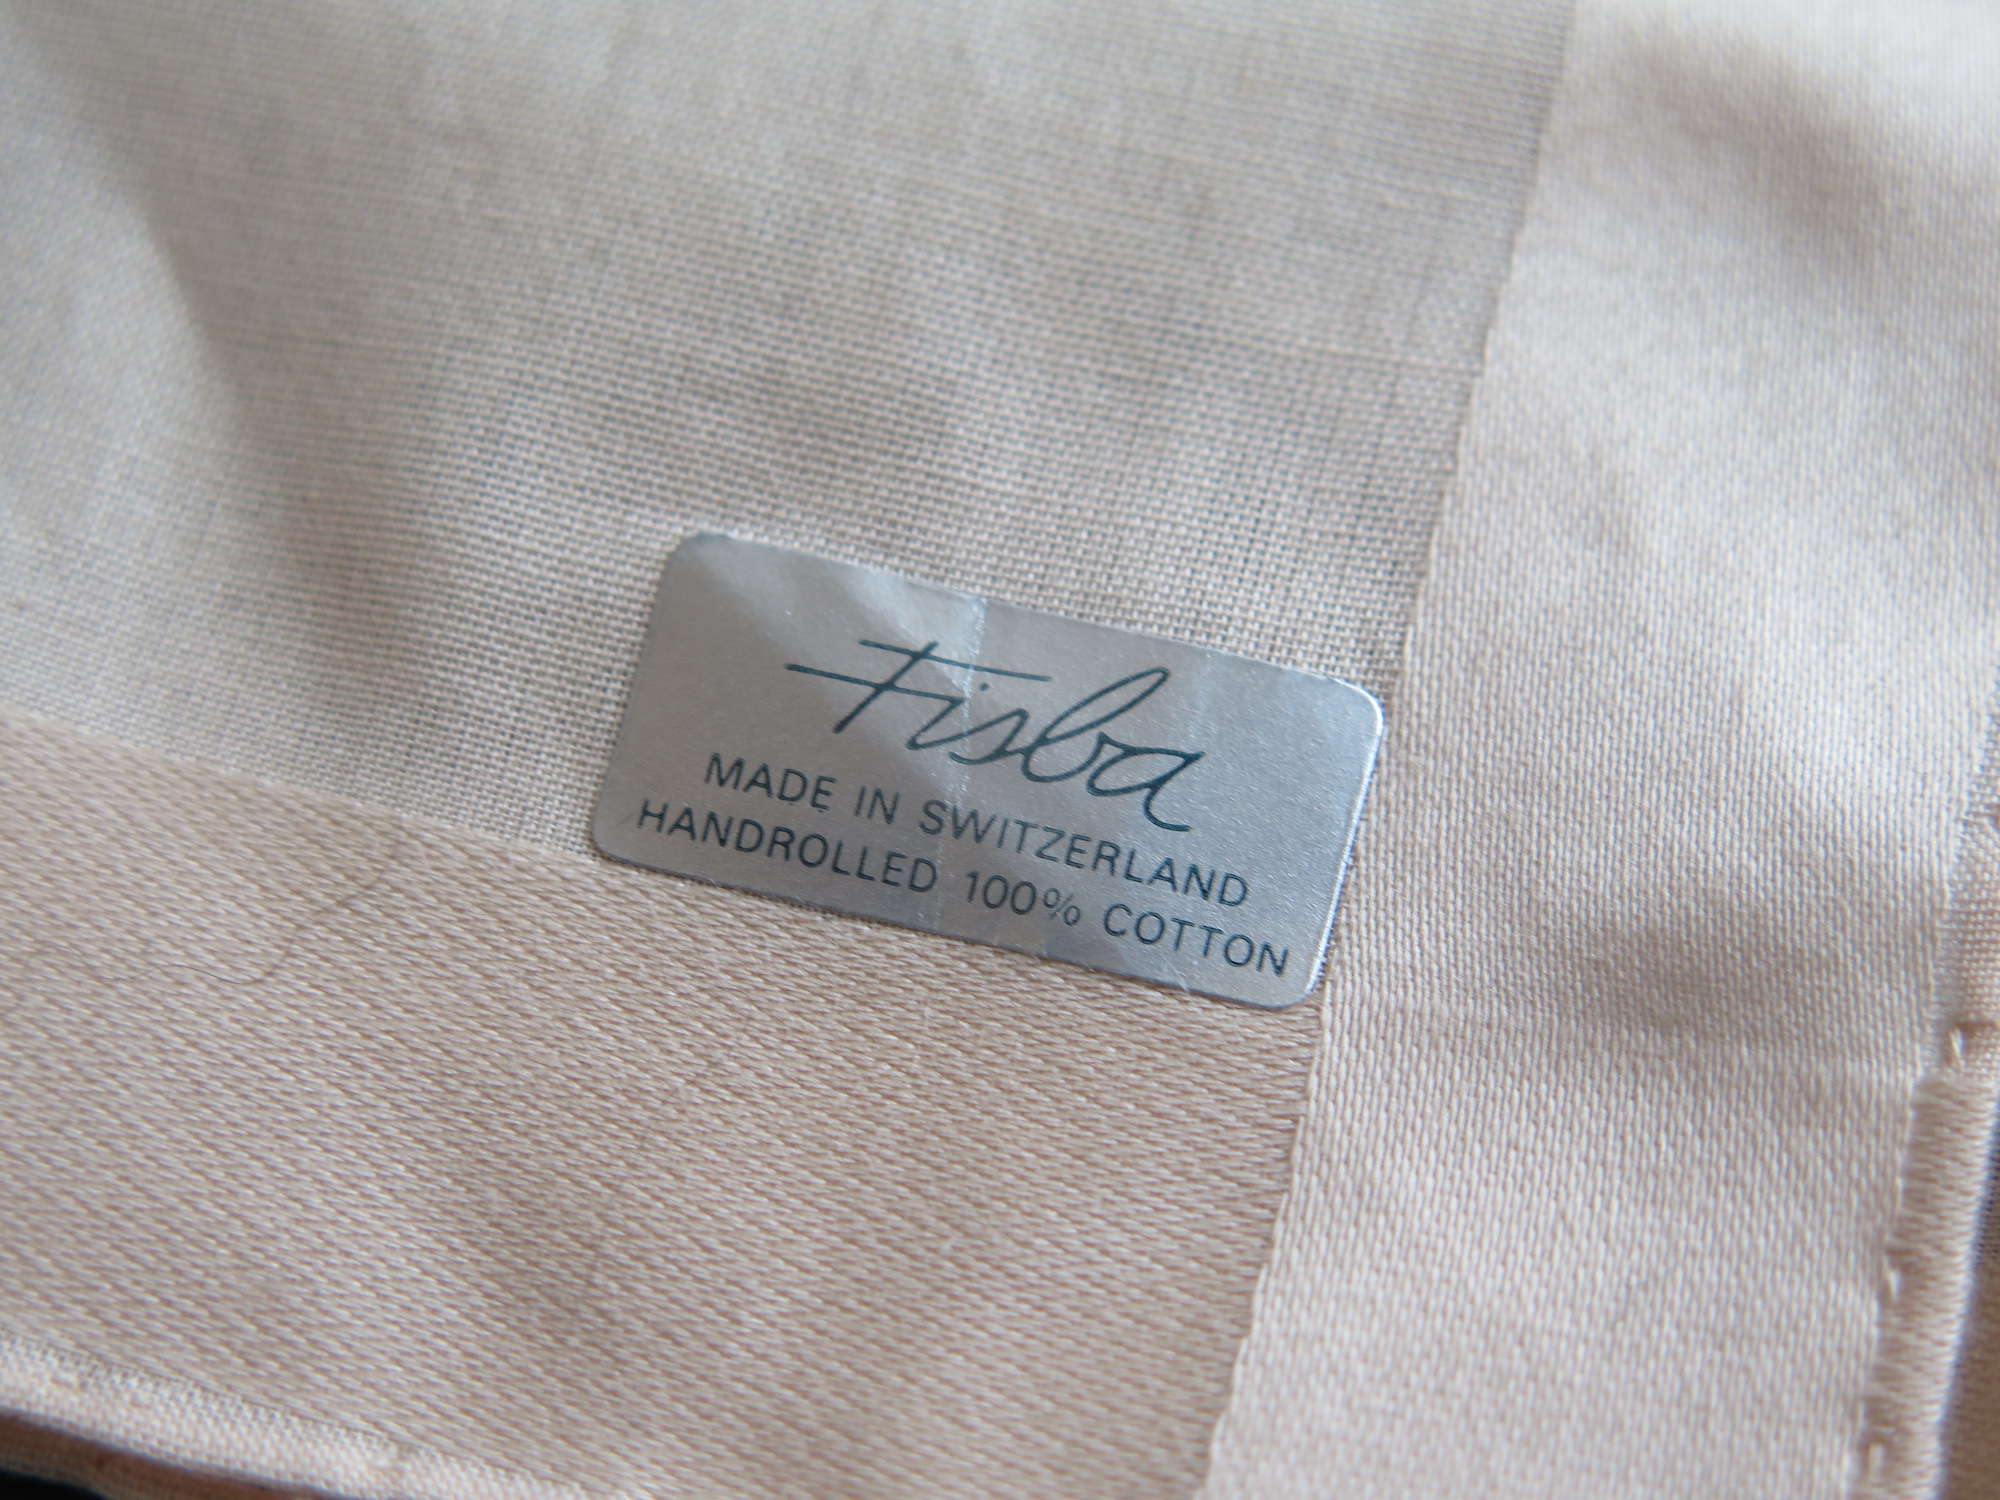 Fisba
MADE IN SWITZERLAND
HANDROLLED 100% COTTON